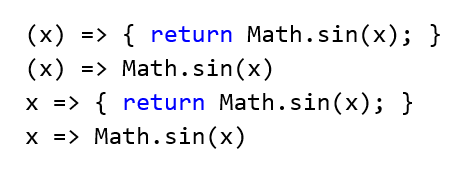 (x) => { return Math.sin(x); }
(x) => Math.sin(x)
x => { return Math.sin(x); }
x => Math.sin(x)